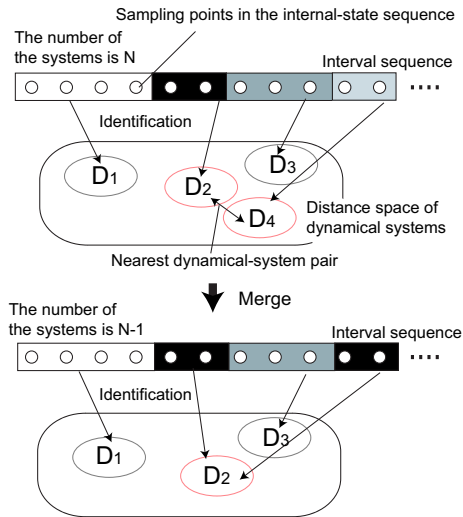 Sampling points in the internal-state sequence
The number of
the systems is N
Interval sequence
Identification
D1
D2
D3
D4
Distance space of
dynamical systems
Nearest dynamical-system pair
Merge
The number of
the systems is N-1
Interval sequence
Identification
D1
D2
D3